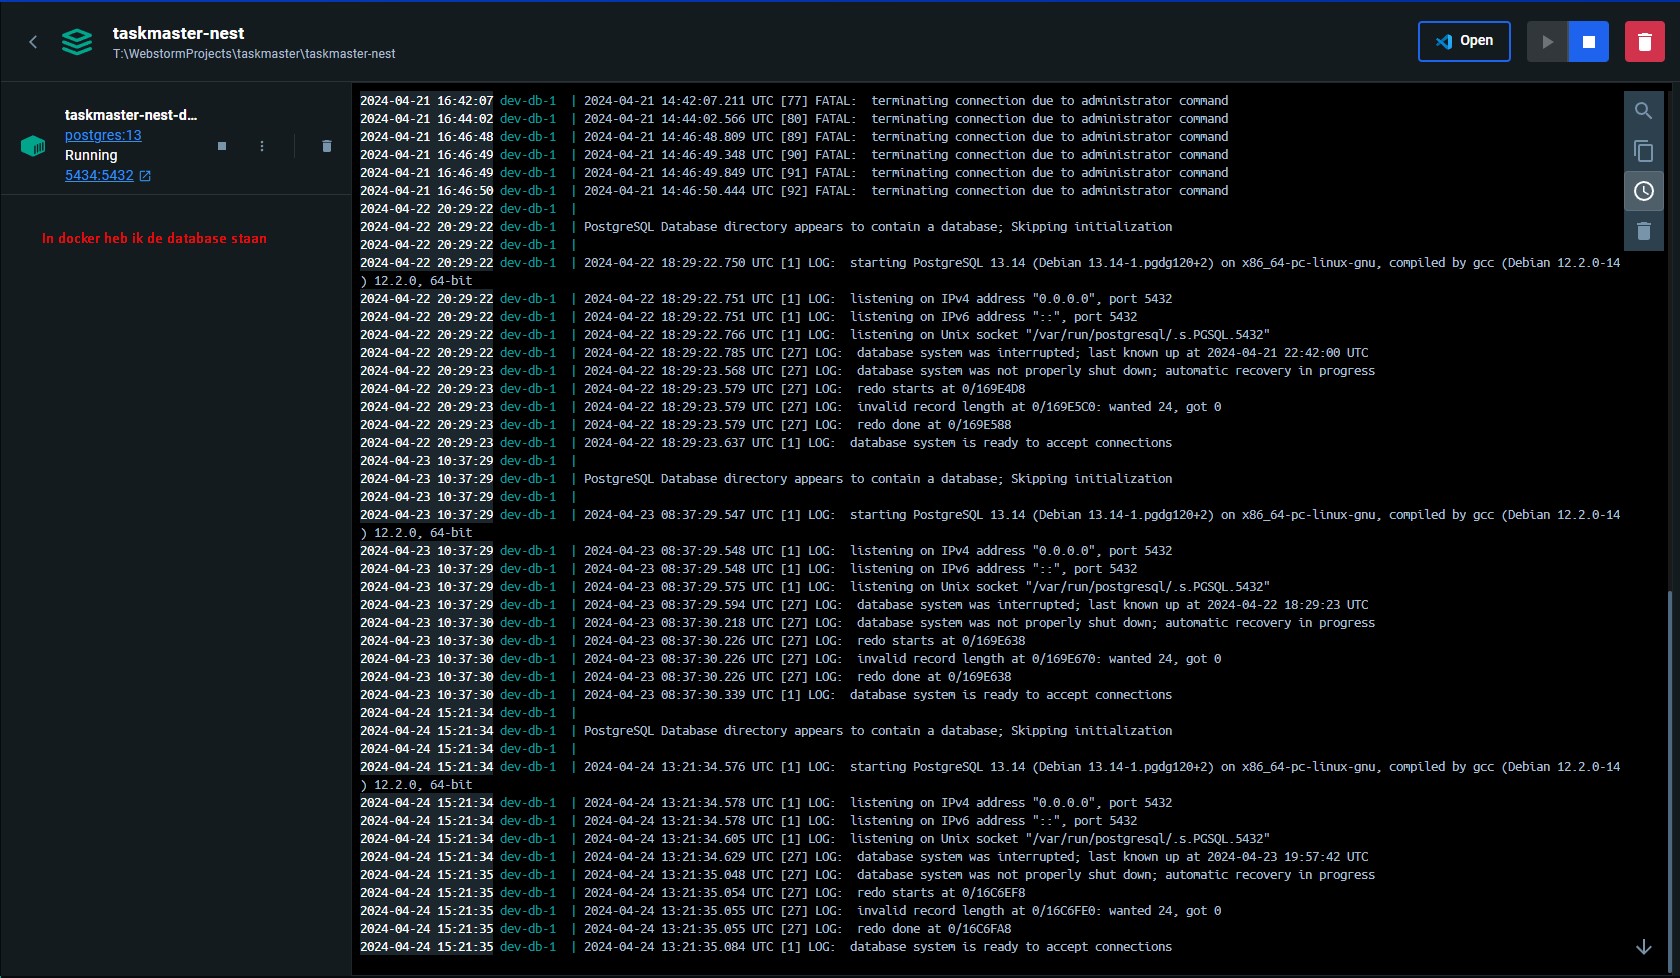 taskmaster-nest
T:\WebstormProjects\taskmaster\taskmaster-nest
Open
taskmaster-nest-d...
postgres:13
Running
5434:5432
In docker heb ik de database staan
2024-04-21 16:42:07 dev-db-1 | 2024-04-21 14:42:07.211 UTC [77] FATAL: terminating connection due to administrator command
2024-04-21 16:44:02 dev-db-1 | 2024-04-21 14:44:02.566 UTC [80] FATAL: terminating connection due to administrator command
2024-04-21 16:46:48 dev-db-1 | 2024-04-21 14:46:48.809 UTC [89] FATAL: terminating connection due to administrator command
2024-04-21 16:46:49 dev-db-1 | 2024-04-21 14:46:49.348 UTC [90] FATAL: terminating connection due to administrator command
2024-04-21 16:46:49 dev-db-1 | 2024-04-21 14:46:49.849 UTC [91] FATAL: terminating connection due to administrator command
2024-04-21 16:46:50 dev-db-1 | 2024-04-21 14:46:50.444 UTC [92] FATAL: terminating connection due to administrator command
2024-04-22 20:29:22 dev-db-1 |
2024-04-22 20:29:22 dev-db-1 | PostgreSQL Database directory appears to contain a database; Skipping initialization
2024-04-22 20:29:22 dev-db-1 |
2024-04-22 20:29:22 dev-db-1 | 2024-04-22 18:29:22.750 UTC [1] LOG: starting PostgreSQL 13.14 (Debian 13.14-1.pgdg120+2) on x86_64-pc-linux-gnu, compiled by gcc (Debian 12.2.0-14
) 12.2.0, 64-bit
2024-04-22 20:29:22 dev-db-1 | 2024-04-22 18:29:22.751 UTC [1] LOG: listening on IPv4 address "0.0.0.0", port 5432
2024-04-22 20:29:22 dev-db-1 | 2024-04-22 18:29:22.751 UTC [1] LOG: listening on IPv6 address "::", port 5432
2024-04-22 20:29:22 dev-db-1 | 2024-04-22 18:29:22.766 UTC [1] LOG: listening on Unix socket "/var/run/postgresql/.s.PGSQL.5432"
2024-04-22 20:29:22 dev-db-1 | 2024-04-22 18:29:22.785 UTC [27] LOG: database system was interrupted; last known up at 2024-04-21 22:42:00 UTC
2024-04-22 20:29:23 dev-db-1 | 2024-04-22 18:29:23.568 UTC [27] LOG: database system was not properly shut down; automatic recovery in progress
2024-04-22 20:29:23 dev-db-1 | 2024-04-22 18:29:23.579 UTC [27] LOG: redo starts at 0/169E4D8
2024-04-22 20:29:23 dev-db-1 | 2024-04-22 18:29:23.579 UTC [27] LOG: invalid record length at 0/169E5C0: wanted 24, got 0
2024-04-22 20:29:23 dev-db-1 | 2024-04-22 18:29:23.579 UTC [27] LOG: redo done at 0/169E588
2024-04-22 20:29:23 dev-db-1 | 2024-04-22 18:29:23.637 UTC [1] LOG: database system is ready to accept connections
2024-04-23 10:37:29 dev-db-1 |
2024-04-23 10:37:29 dev-db-1 | PostgreSQL Database directory appears to contain a database; Skipping initialization
2024-04-23 10:37:29 dev-db-1 |
2024-04-23 10:37:29 dev-db-1 | 2024-04-23 08:37:29.547 UTC [1] LOG: starting PostgreSQL 13.14 (Debian 13.14-1.pgdg120+2) on x86_64-pc-linux-gnu, compiled by gcc (Debian 12.2.0-14
) 12.2.0, 64-bit
2024-04-23 10:37:29 dev-db-1 | 2024-04-23 08:37:29.548 UTC [1] LOG: listening on IPv4 address "0.0.0.0", port 5432
2024-04-23 10:37:29 dev-db-1 | 2024-04-23 08:37:29.548 UTC [1] LOG: listening on IPv6 address "::", port 5432
2024-04-23 10:37:29 dev-db-1 | 2024-04-23 08:37:29.575 UTC [1] LOG: listening on Unix socket "/var/run/postgresql/.s.PGSQL.5432"
2024-04-23 10:37:29 dev-db-1 | 2024-04-23 08:37:29.594 UTC [27] LOG: database system was interrupted; last known up at 2024-04-22 18:29:23 UTC
2024-04-23 10:37:30 dev-db-1 | 2024-04-23 08:37:30.218 UTC [27] LOG: database system was not properly shut down; automatic recovery in progress
2024-04-23 10:37:30 dev-db-1 | 2024-04-23 08:37:30.226 UTC [27] LOG: redo starts at 0/169E638
2024-04-23 10:37:30 dev-db-1 | 2024-04-23 08:37:30.226 UTC [27] LOG: invalid record length at 0/169E670: wanted 24, got 0
2024-04-23 10:37:30 dev-db-1 | 2024-04-23 08:37:30.226 UTC [27] LOG: redo done at 0/169E638
2024-04-23 10:37:30 dev-db-1 | 2024-04-23 08:37:30.339 UTC [1] LOG: database system is ready to accept connections
2024-04-24 15:21:34 dev-db-1 |
2024-04-24 15:21:34 dev-db-1 | PostgreSQL Database directory appears to contain a database; Skipping initialization
2024-04-24 15:21:34 dev-db-1 |
2024-04-24 15:21:34 dev-db-1 | 2024-04-24 13:21:34.576 UTC [1] LOG: starting PostgreSQL 13.14 (Debian 13.14-1.pgdg120+2) on x86_64-pc-linux-gnu, compiled by gcc (Debian 12.2.0-14
) 12.2.0, 64-bit
2024-04-24 15:21:34 dev-db-1 | 2024-04-24 13:21:34.578 UTC [1] LOG: listening on IPv4 address "0.0.0.0", port 5432
2024-04-24 15:21:34 dev-db-1 | 2024-04-24 13:21:34.578 UTC [1] LOG: listening on IPv6 address "::", port 5432
2024-04-24 15:21:34 dev-db-1 | 2024-04-24 13:21:34.605 UTC [1] LOG: listening on Unix socket "/var/run/postgresql/.s.PGSQL.5432"
2024-04-24 15:21:34 dev-db-1 | 2024-04-24 13:21:34.629 UTC [27] LOG: database system was interrupted; last known up at 2024-04-23 19:57:42 UTC
2024-04-24 15:21:35 dev-db-1 | 2024-04-24 13:21:35.048 UTC [27] LOG: database system was not properly shut down; automatic recovery in progress
2024-04-24 15:21:35 dev-db-1 | 2024-04-24 13:21:35.054 UTC [27] LOG: redo starts at 0/16C6EF8
2024-04-24 15:21:35 dev-db-1 | 2024-04-24 13:21:35.055 UTC [27] LOG: invalid record length at 0/16C6FE0: wanted 24, got 0
2024-04-24 15:21:35 dev-db-1 | 2024-04-24 13:21:35.055 UTC [27] LOG: redo done at 0/16C6FA8
2024-04-24 15:21:35 dev-db-1 | 2024-04-24 13:21:35.084 UTC [1] LOG: database system is ready to accept connections